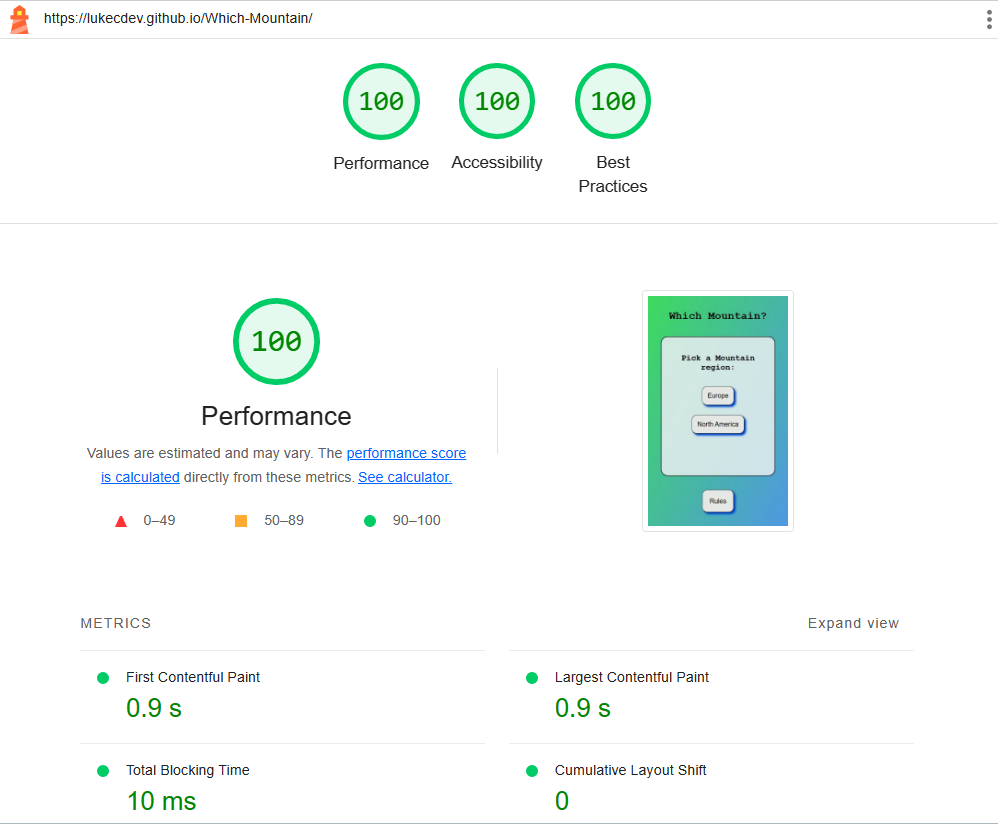 https://lukecdev.github.io/Which-Mountain/
100
100
100
Performance
Accessibility
Best
Practices
100
Performance
Values are estimated and may vary. The performance score
is calculated directly from these metrics. See calculator.
0–49
50–89
90–100
Which Mountain?
Pick a Mountain
region:
Europe
North America
Rules
METRICS
Expand view
First Contentful Paint
0.9 s
Largest Contentful Paint
0.9 s
Total Blocking Time
10 ms
Cumulative Layout Shift
0